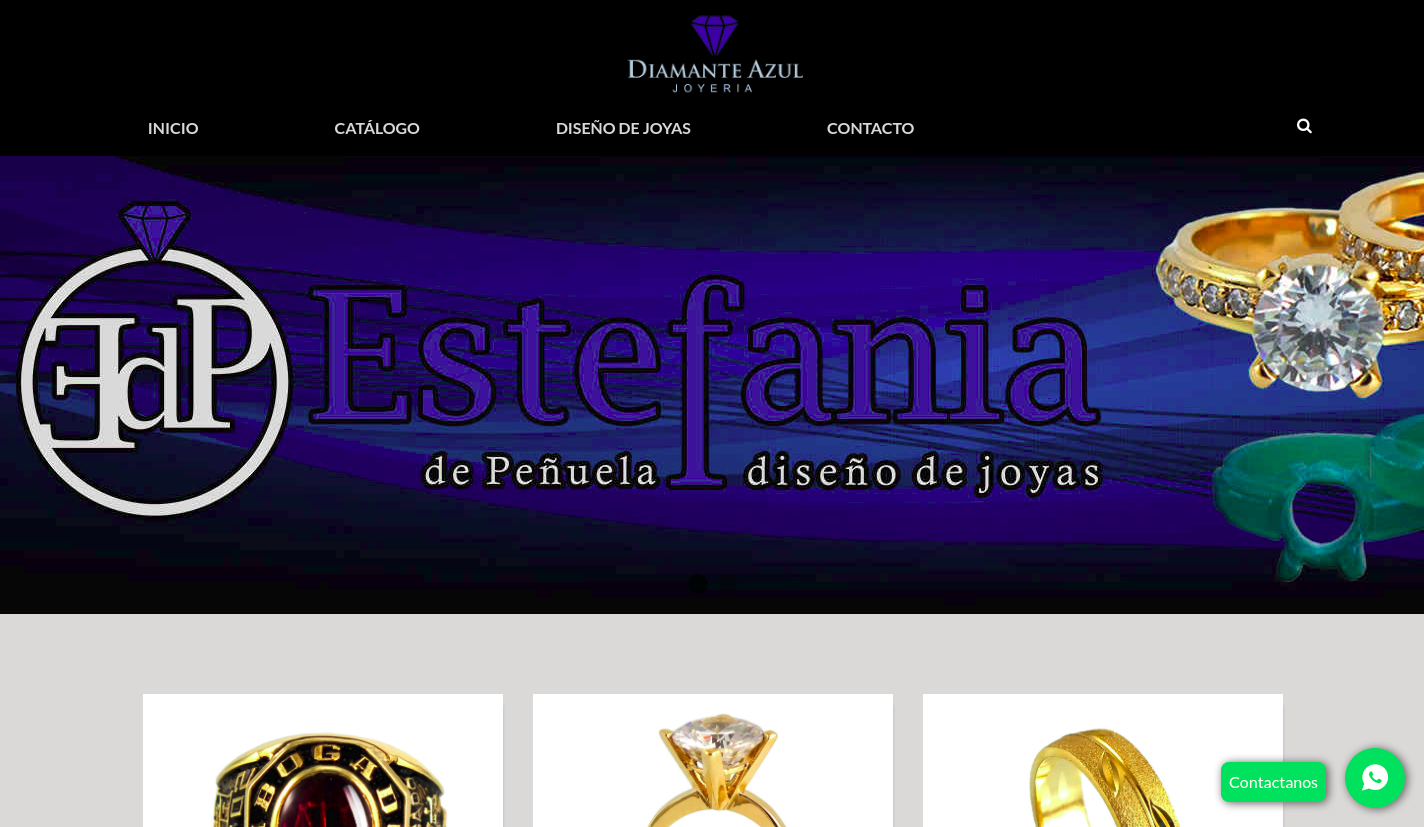 DIAMANTE AZUL
JOYERIA
INICIO CATÁLOGO DISEÑO DE JOYAS CONTACTO
EdP Estefania
de Peñuela diseño de joyas
Contactanos